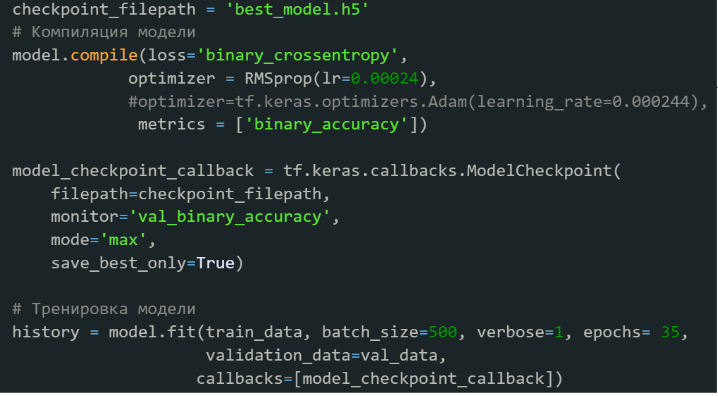 checkpoint_filepath = 'best_model.h5'
# Компиляция модели
model.compile(loss='binary_crossentropy',
            optimizer = RMSprop(lr=0.00024),
            #optimizer=tf.keras.optimizers.Adam(learning_rate=0.000244),
             metrics = ['binary_accuracy'])

model_checkpoint_callback = tf.keras.callbacks.ModelCheckpoint(
    filepath=checkpoint_filepath,
    monitor='val_binary_accuracy',
    mode='max',
    save_best_only=True)

# Тренировка модели
history = model.fit(train_data, batch_size=500, verbose=1, epochs= 35,
                    validation_data=val_data,
                   callbacks=[model_checkpoint_callback])